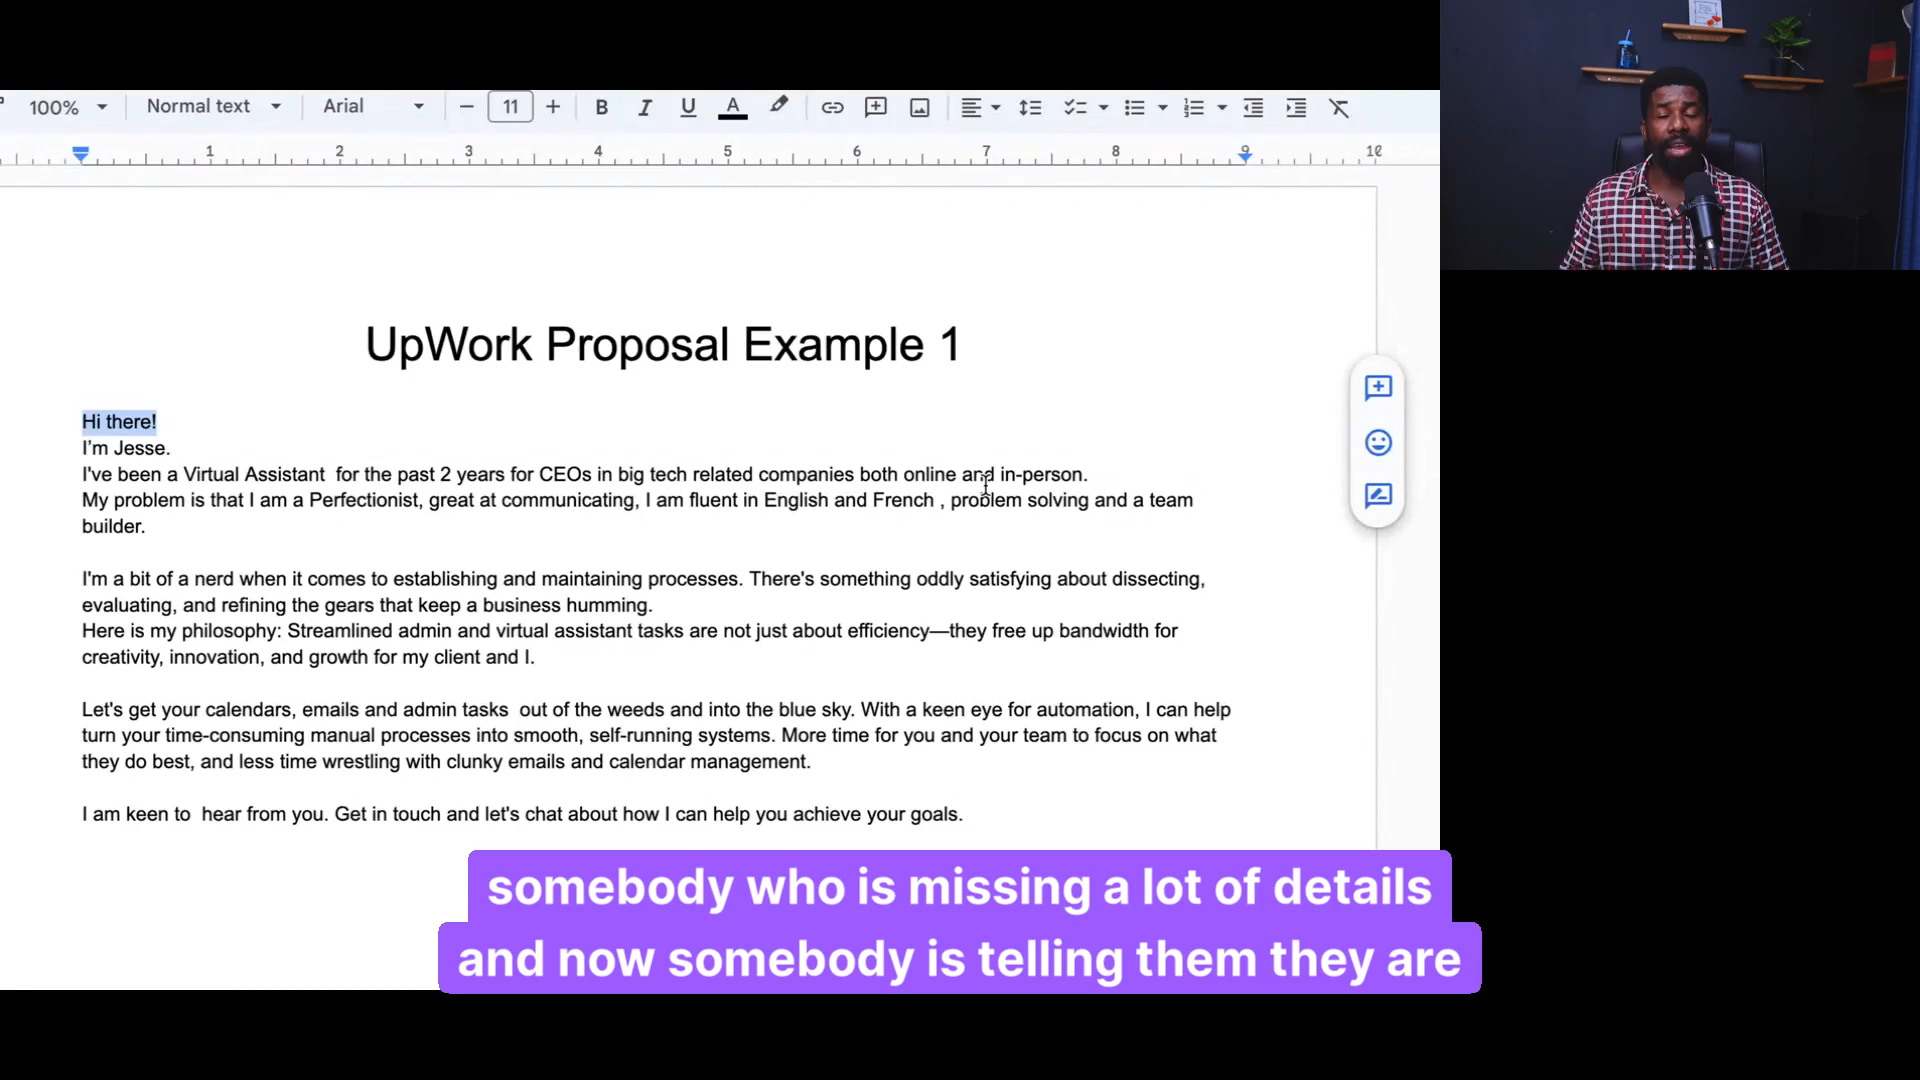 100% Normal text Arial 11 B I U A
1 2 3 4 5 6 7 8 9 10
UpWork Proposal Example 1
Hi there!
I’m Jesse.
I've been a Virtual Assistant  for the past 2 years for CEOs in big tech related companies both online and in-person.
My problem is that I am a Perfectionist, great at communicating, I am fluent in English and French , problem solving and a team
builder.
I'm a bit of a nerd when it comes to establishing and maintaining processes. There's something oddly satisfying about dissecting,
evaluating, and refining the gears that keep a business humming.
Here is my philosophy: Streamlined admin and virtual assistant tasks are not just about efficiency—they free up bandwidth for
creativity, innovation, and growth for my client and I.
Let's get your calendars, emails and admin tasks  out of the weeds and into the blue sky. With a keen eye for automation, I can help
turn your time-consuming manual processes into smooth, self-running systems. More time for you and your team to focus on what
they do best, and less time wrestling with clunky emails and calendar management.
I am keen to  hear from you. Get in touch and let's chat about how I can help you achieve your goals.
somebody who is missing a lot of details
and now somebody is telling them they are